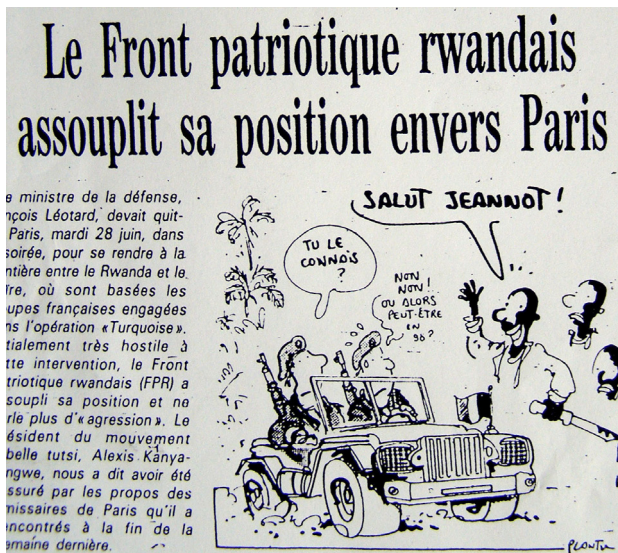 Le Front patriotique rwandais
assouplit sa position envers Paris
e ministre de la défense,
nçois Léotard, devait quit-
Paris, mardi 28 juin, dans
soirée, pour se rendre à la
ntière entre le Rwanda et le
re, où sont basées les
upes françaises engagées
ns l'opération «Turquoise».
tialement très hostile à
tte intervention, le Front
triotique rwandais (FPR) a
soupli sa position et ne
rle plus d'«agression». Le
ésident du mouvement
belle tutsi, Alexis Kanya-
ngwe, nous a dit avoir été
ssuré par les propos des
missaires de Paris qu'il a
ncontrés à la fin de la
emaine dernière.
SALUT JEANNOT !
TU LE
CONNAIS
?
NON
NON !
OU ALORS
PEUT-ÊTRE
EN
90?
PLANTU